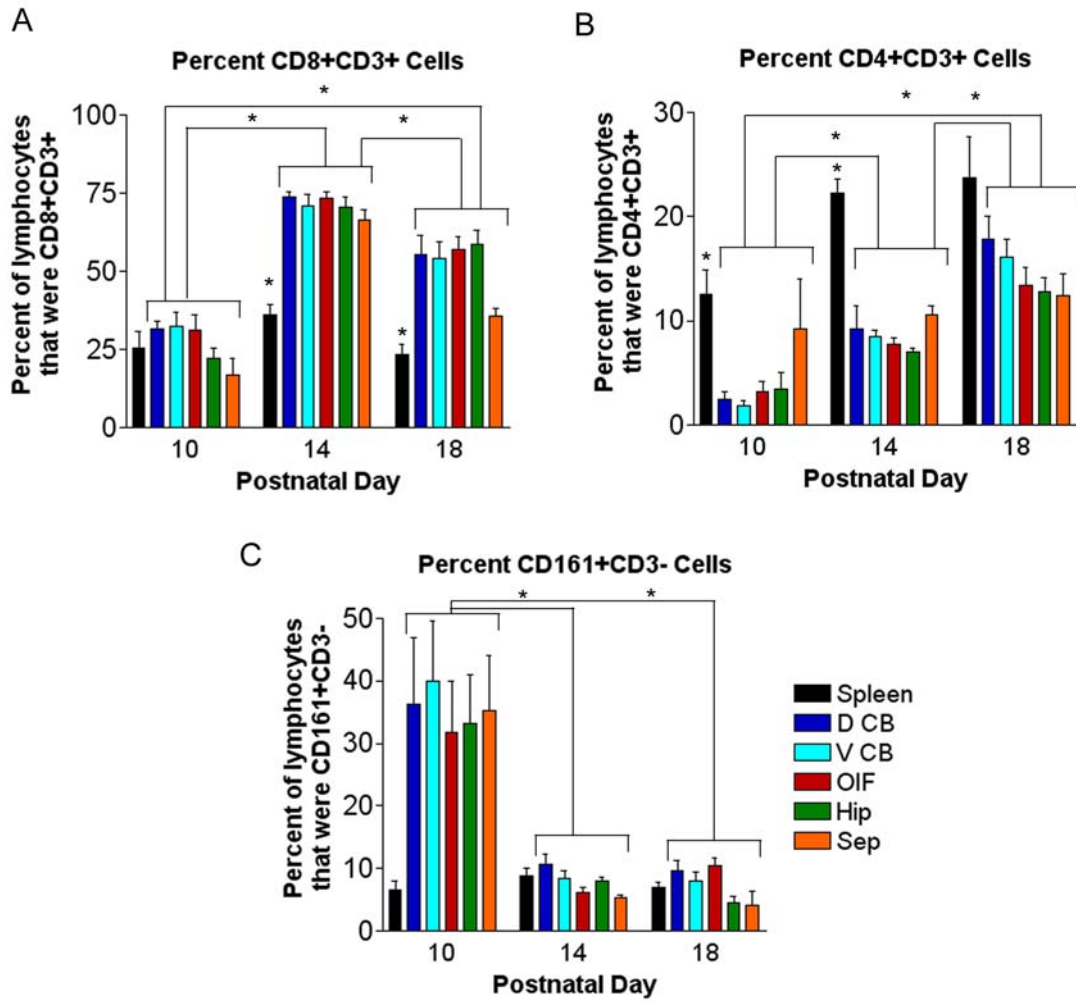 A
Percent CD8+CD3+ Cells
Percent of lymphocytes
that were CD8+CD3+
100
75
50
25
0
*
*
*
*
*
10
14
18
Postnatal Day
B
Percent CD4+CD3+ Cells
Percent of lymphocytes
that were CD4+CD3+
30
20
10
0
*
*
*
*
*
10
14
18
Postnatal Day
C
Percent CD161+CD3- Cells
Percent of lymphocytes
that were CD161+CD3-
50
40
30
20
10
0
*
*
10
14
18
Postnatal Day
Spleen
D CB
V CB
OlF
Hip
Sep